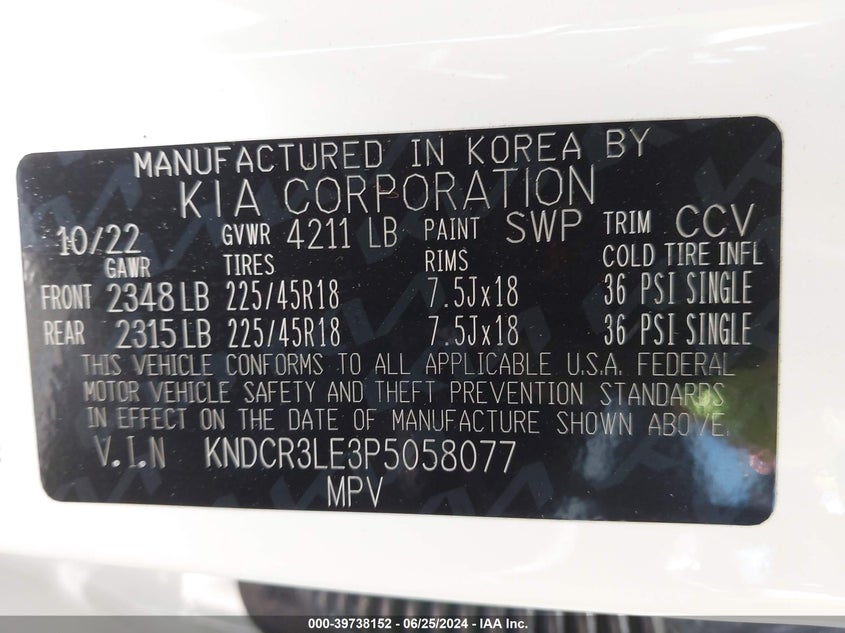 MANUFACTURED IN KOREA BY
KIA CORPORATION
10/22 GVWR 4211 LB PAINT SWP TRIM CCV
GAWR TIRES RIMS COLD TIRE INFL
FRONT 2348 LB 225/45R18 7.5Jx18 36 PSI SINGLE
REAR 2315 LB 225/45R18 7.5Jx18 36 PSI SINGLE
THIS VEHICLE CONFORMS TO ALL APPLICABLE U.S.A. FEDERAL
MOTOR VEHICLE SAFETY AND THEFT PREVENTION STANDARDS
IN EFFECT ON THE DATE OF MANUFACTURE SHOWN ABOVE.
V.I.N KNDCR3LE3P5058077
MPV
000-39738152 - 06/25/2024 - IAA Inc.